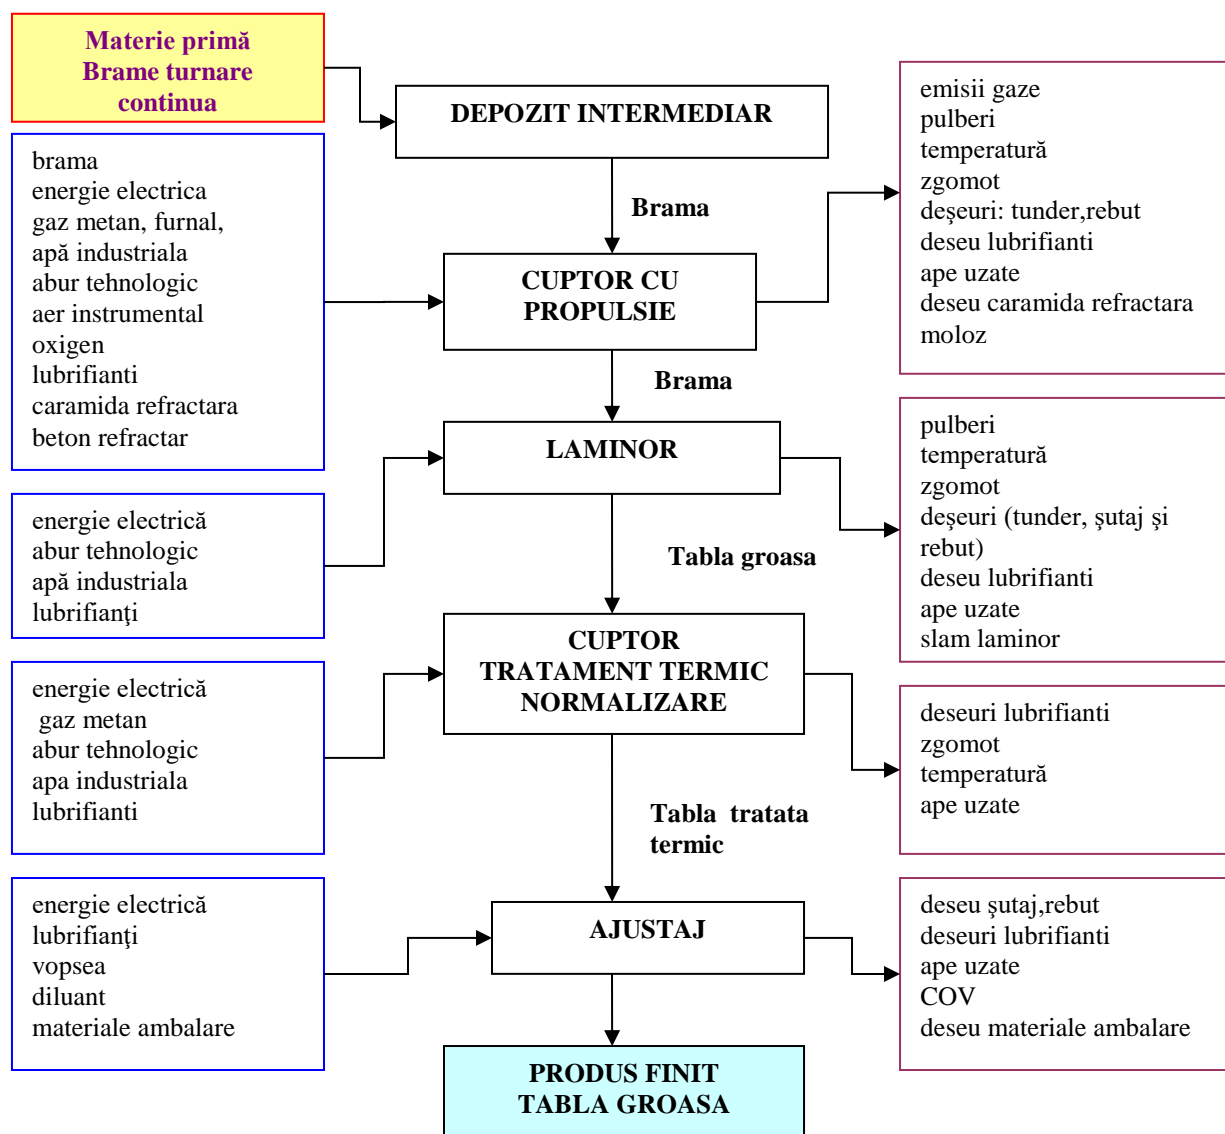 Materie primă
Brame turnare
continua
DEPOZIT INTERMEDIAR
emisii gaze
pulberi
temperatură
zgomot
deşeuri: tunder,rebut
deseu lubrifianti
ape uzate
deseu caramida refractara
moloz
brama
energie electrica
gaz metan, furnal,
apă industriala
abur tehnologic
aer instrumental
oxigen
lubrifianti
caramida refractara
beton refractar
Brama
CUPTOR CU
PROPULSIE
Brama
LAMINOR
pulberi
temperatură
zgomot
deşeuri (tunder, şutaj şi
rebut)
deseu lubrifianti
ape uzate
slam laminor
energie electrică
abur tehnologic
apă industriala
lubrifianţi
Tabla groasa
CUPTOR
TRATAMENT TERMIC
NORMALIZARE
energie electrică
gaz metan
abur tehnologic
apa industriala
lubrifianti
deseuri lubrifianti
zgomot
temperatură
ape uzate
Tabla tratata
termic
energie electrică
lubrifianţi
vopsea
diluant
materiale ambalare
AJUSTAJ
deseu şutaj,rebut
deseuri lubrifianti
ape uzate
COV
deseu materiale ambalare
PRODUS FINIT
TABLA GROASA